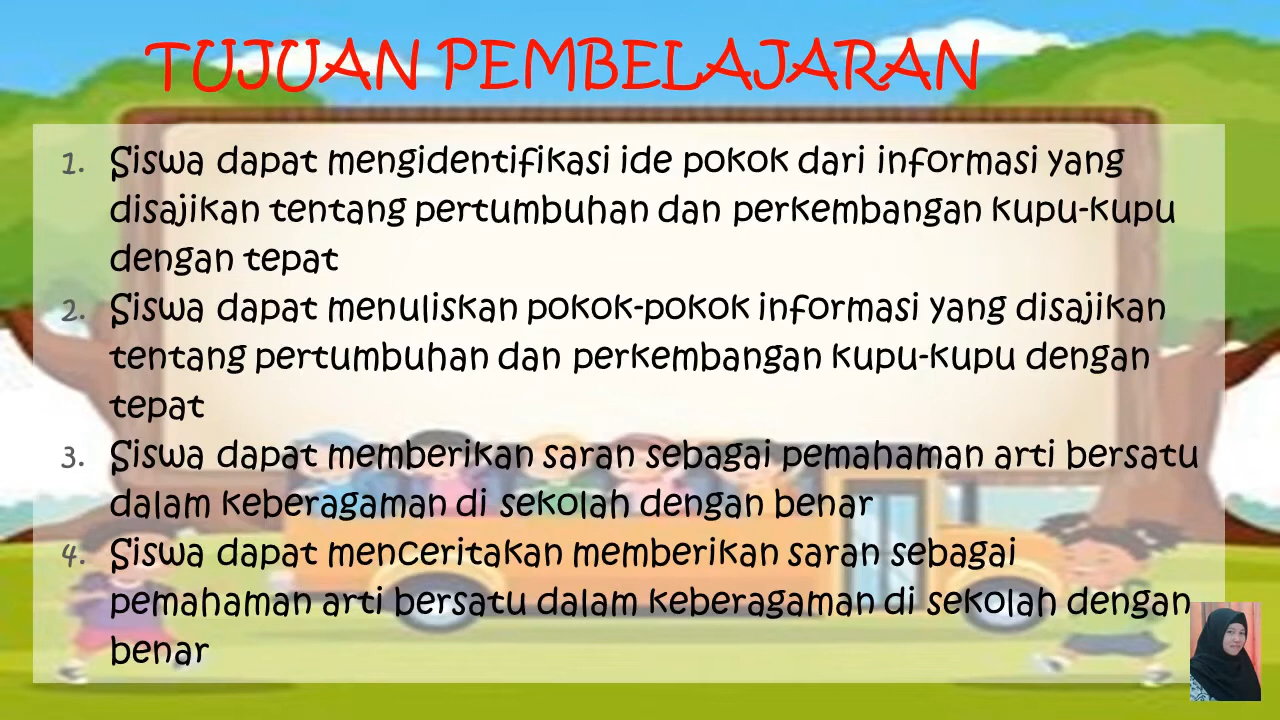 TUJUAN PEMBELAJARAN
1. Siswa dapat mengidentifikasi ide pokok dari informasi yang
disajikan tentang pertumbuhan dan perkembangan kupu-kupu
dengan tepat
2. Siswa dapat menuliskan pokok-pokok informasi yang disajikan
tentang pertumbuhan dan perkembangan kupu-kupu dengan
tepat
3. Siswa dapat memberikan saran sebagai pemahaman arti bersatu
dalam keberagaman di sekolah dengan benar
4. Siswa dapat menceritakan memberikan saran sebagai
pemahaman arti bersatu dalam keberagaman di sekolah dengan
benar